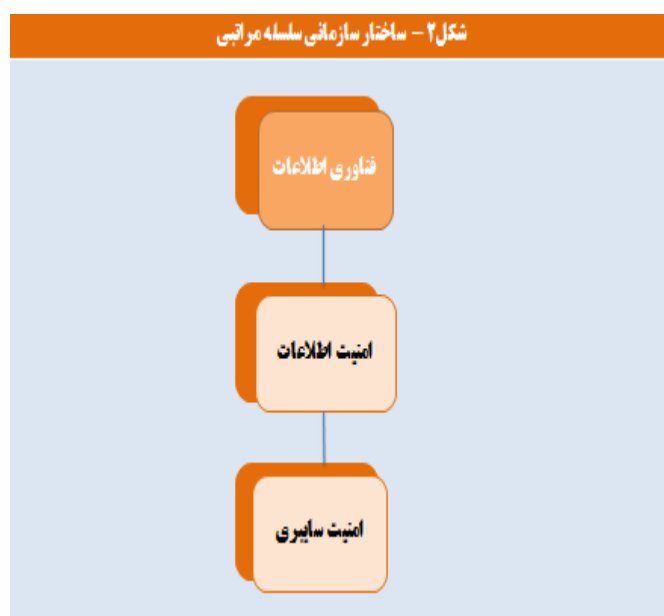 شکل۲ – ساختار سازمانی سلسله مراتبی
فناوری اطلاعات
امنیت اطلاعات
امنیت سایبری